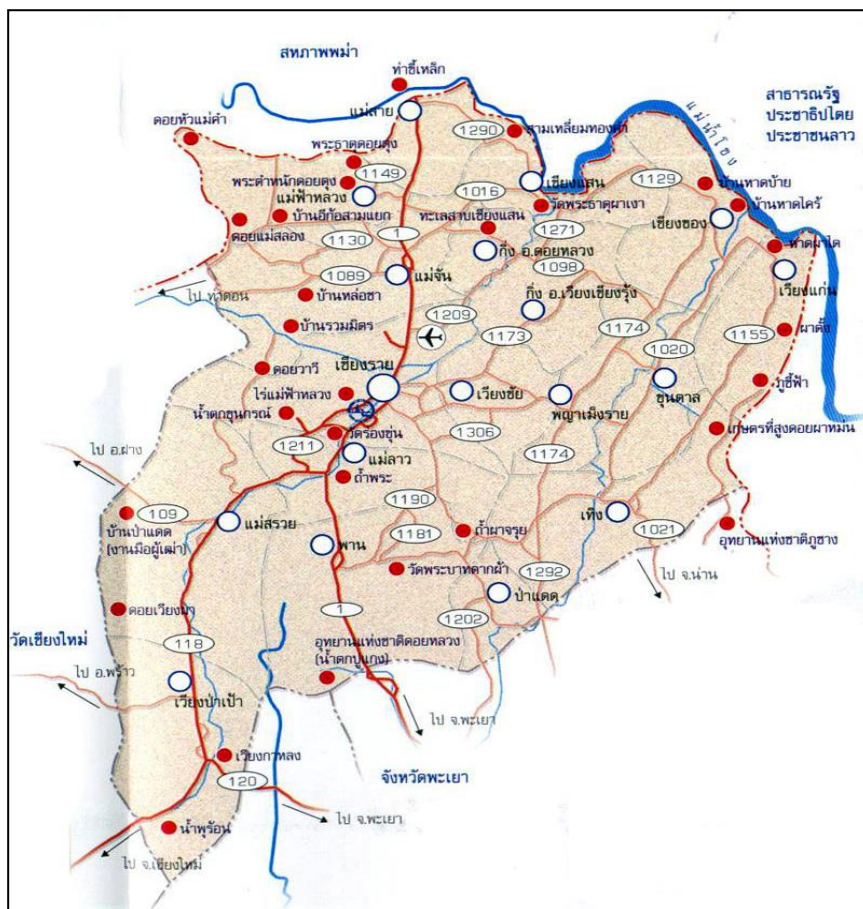 สหภาพพม่า
ท่าขี้เหล็ก
แม่สาย
สาธารณรัฐ
ประชาธิปไตย
ประชาชนลาว
แม่น้ำโขง
ดอยหัวแม่คำ
1290
สามเหลี่ยมทองคำ
พระธาตุดอยตุง
1149
พระตำหนักดอยตุง
แม่ฟ้าหลวง
1016
เชียงแสน
1129
บ้านหาดบ้าย
บ้านหาดไคร้
วัดพระธาตุผาเงา
เชียงของ
บ้านอีก้อสามแยก
ทะเลสาบเชียงแสน
1271
ดอยแม่สลอง
1130
1
กิ่ง อ.ดอยหลวง
หาดผาได
1098
1089
แม่จัน
เวียงแก่น
ไป ท่าตอน
บ้านหล่อชา
กิ่ง อ.เวียงเชียงรุ้ง
1209
บ้านรวมมิตร
1173
1174
1155
ผาตั้ง
1020
ดอยวาวี
เชียงราย
ไร่แม่ฟ้าหลวง
เวียงชัย
พญาเม็งราย
ขุนตาล
ภูชี้ฟ้า
น้ำตกขุนกรณ์
วัดร่องขุ่น
1306
เกษตรที่สูงดอยผาหม่น
1211
แม่ลาว
1174
ไป อ.ฝาง
ถ้ำพระ
1190
109
บ้านป่าแดด
(งานมือผู้เฒ่า)
แม่สรวย
พาน
1181
ถ้ำผาจรุย
เทิง
1021
อุทยานแห่งชาติภูซาง
วัดพระบาทตากผ้า
1292
ไป จ.น่าน
ป่าแดด
ดอยเวียงผา
1
1202
118
อุทยานแห่งชาติดอยหลวง
(น้ำตกปูแกง)
วัดเชียงใหม่
ไป อ.พร้าว
เวียงป่าเป้า
ไป จ.พะเยา
เวียงกาหลง
120
จังหวัดพะเยา
ไป จ.พะเยา
น้ำพุร้อน
ไป จ.เชียงใหม่